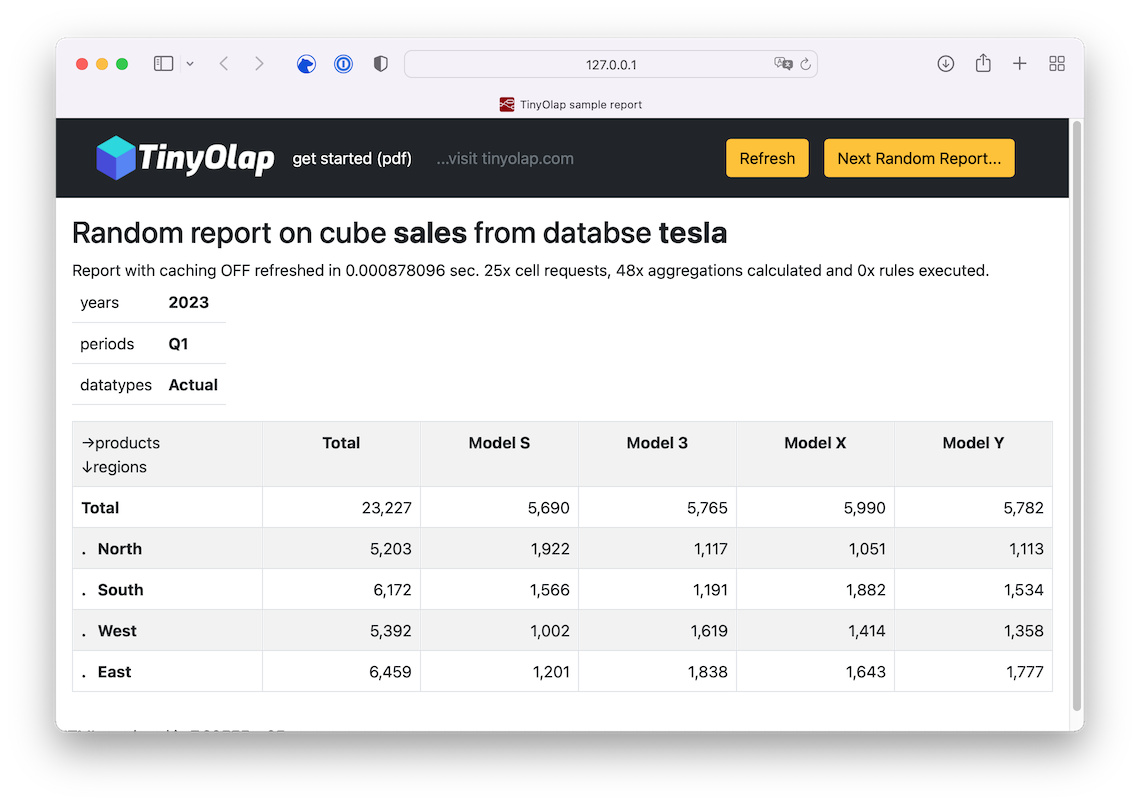 127.0.0.1
TinyOlap sample report
TinyOlap get started (pdf) ...visit tinyolap.com Refresh Next Random Report...
Random report on cube sales from databse tesla
Report with caching OFF refreshed in 0.000878096 sec. 25x cell requests, 48x aggregations calculated and 0x rules executed.
years 2023
periods Q1
datatypes Actual
→products Total Model S Model 3 Model X Model Y
↓regions
Total 23,227 5,690 5,765 5,990 5,782
. North 5,203 1,922 1,117 1,051 1,113
. South 6,172 1,566 1,191 1,882 1,534
. West 5,392 1,002 1,619 1,414 1,358
. East 6,459 1,201 1,838 1,643 1,777